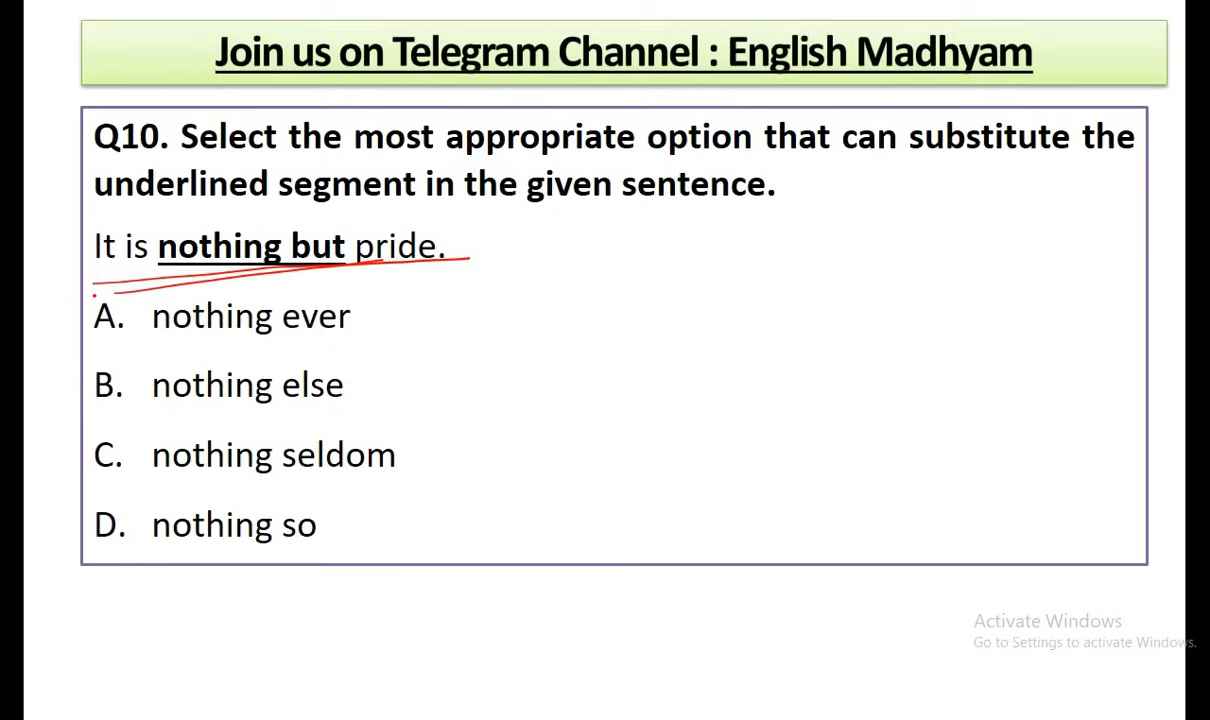 Join us on Telegram Channel : English Madhyam
Q10. Select the most appropriate option that can substitute the
underlined segment in the given sentence.
It is nothing but pride.
A. nothing ever
B. nothing else
C. nothing seldom
D. nothing so
Activate Windows
Go to Settings to activate Windows.